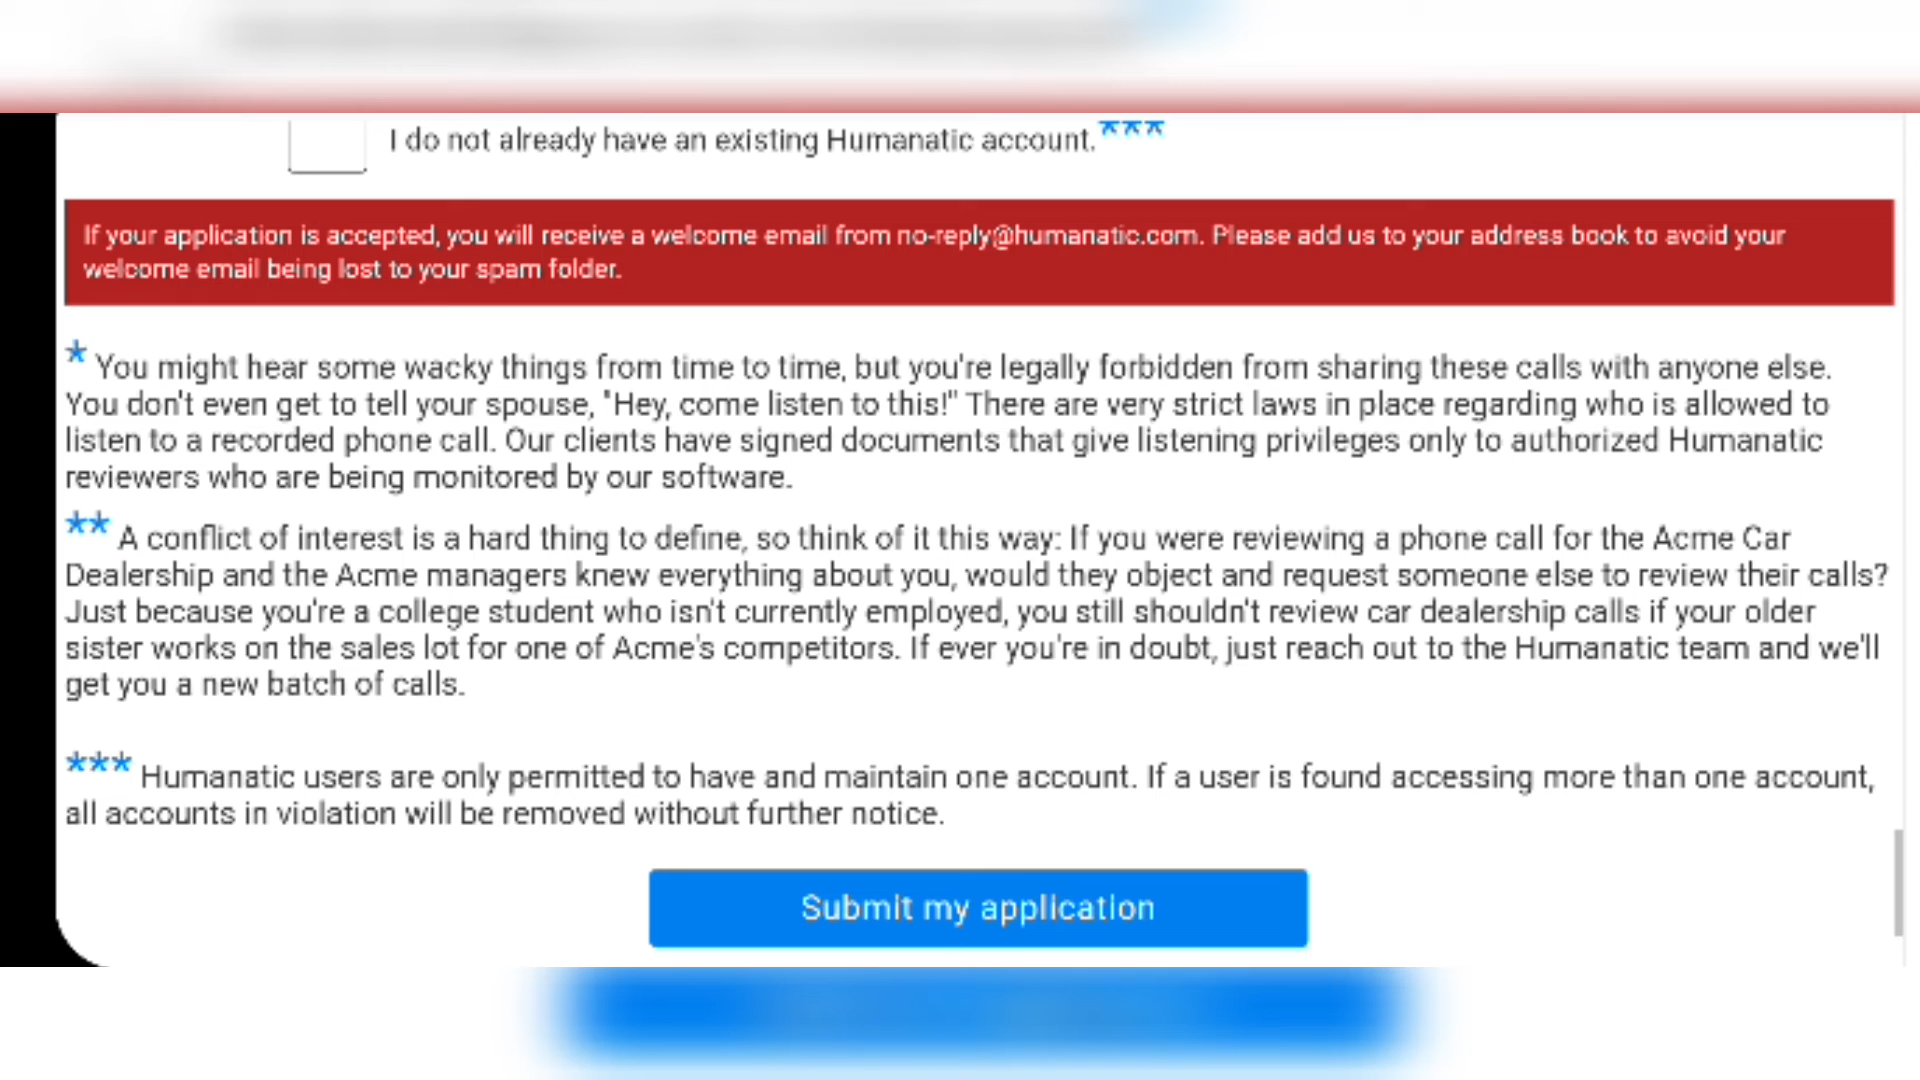 I do not already have an existing Humanatic account.***
If your application is accepted, you will receive a welcome email from no-reply@humanatic.com. Please add us to your address book to avoid your
welcome email being lost to your spam folder.
* You might hear some wacky things from time to time, but you're legally forbidden from sharing these calls with anyone else.
You don't even get to tell your spouse, "Hey, come listen to this!" There are very strict laws in place regarding who is allowed to
listen to a recorded phone call. Our clients have signed documents that give listening privileges only to authorized Humanatic
reviewers who are being monitored by our software.
** A conflict of interest is a hard thing to define, so think of it this way: If you were reviewing a phone call for the Acme Car
Dealership and the Acme managers knew everything about you, would they object and request someone else to review their calls?
Just because you're a college student who isn't currently employed, you still shouldn't review car dealership calls if your older
sister works on the sales lot for one of Acme's competitors. If ever you're in doubt, just reach out to the Humanatic team and we'll
get you a new batch of calls.
*** Humanatic users are only permitted to have and maintain one account. If a user is found accessing more than one account,
all accounts in violation will be removed without further notice.
Submit my application